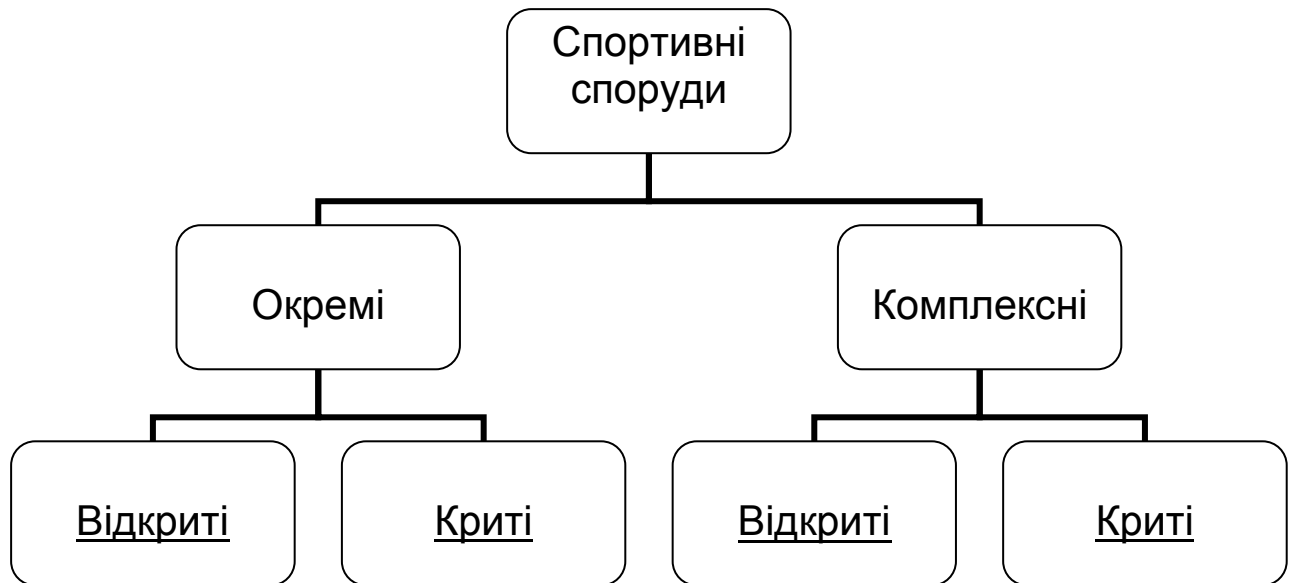 Спортивні
споруди
Окремі
Комплексні
Відкриті
Криті
Відкриті
Криті